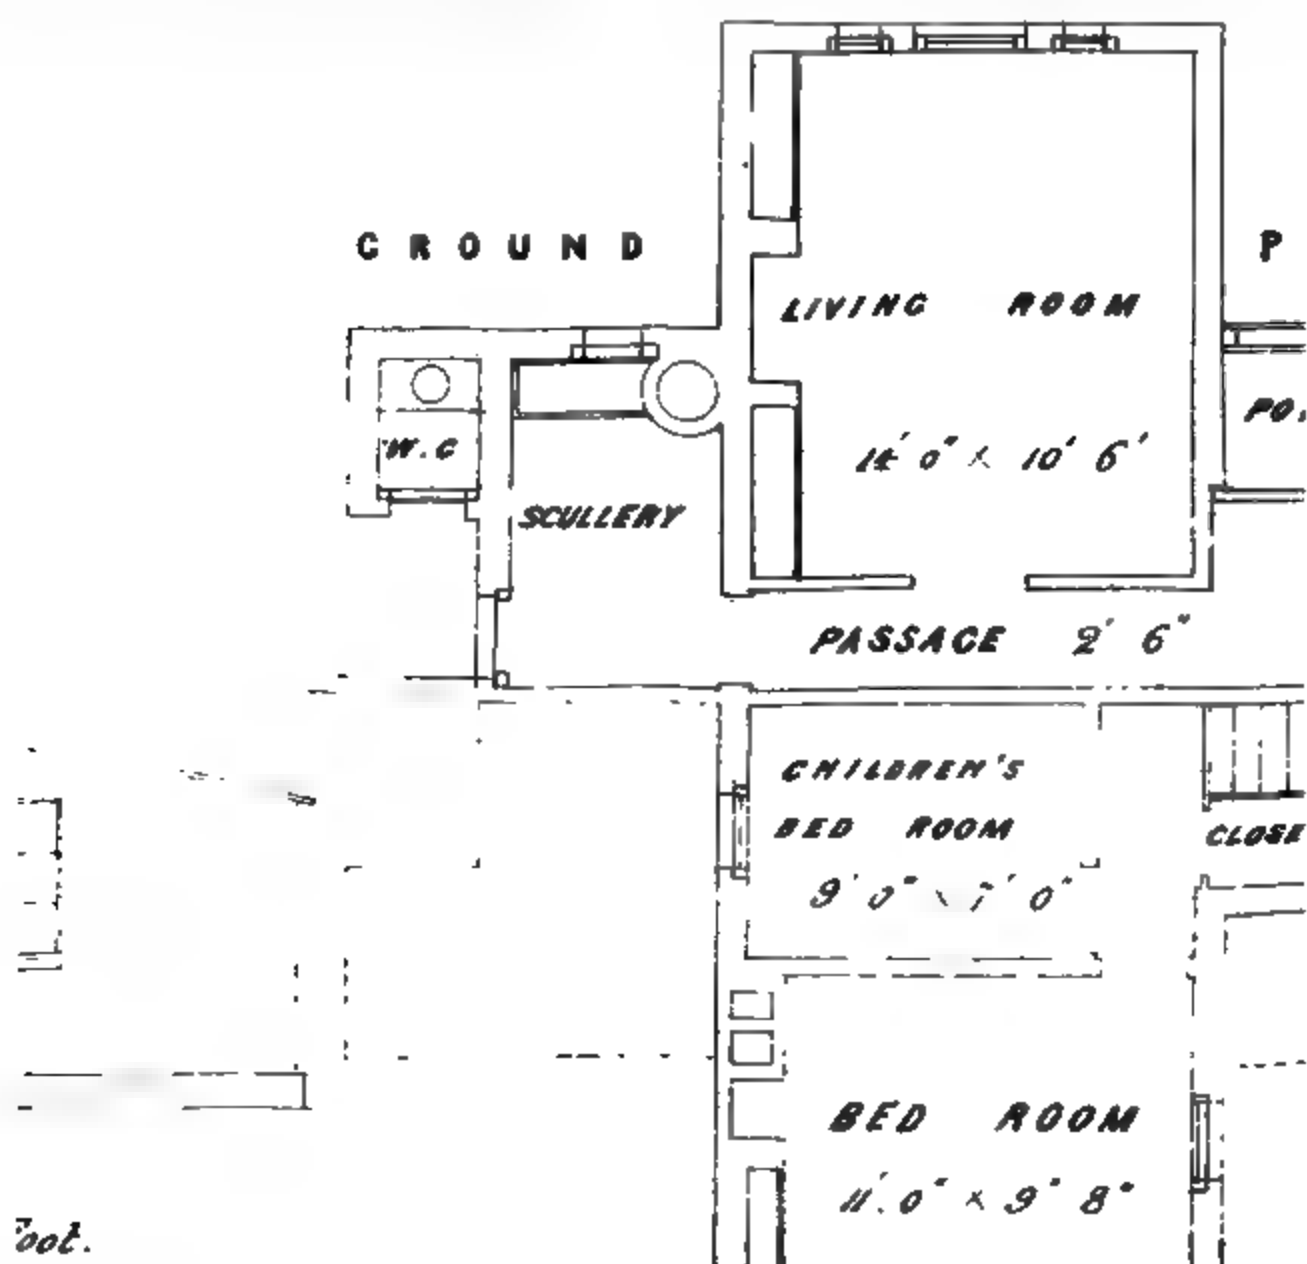 GROUND P
LIVING ROOM
PO
W.C
14' 0" x 10' 6'
SCULLERY
PASSAGE 2' 6"
CHILDREN'S
BED ROOM
CLOSE
9' 0" x 7' 0"
BED ROOM
11'.0" x 9" 8"
Foot.